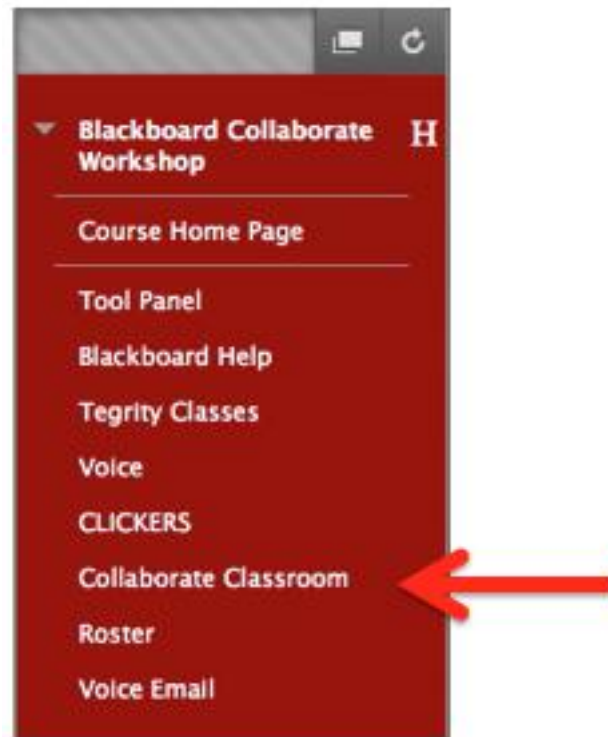 Blackboard Collaborate H
Workshop
Course Home Page
Tool Panel
Blackboard Help
Tegrity Classes
Voice
CLICKERS
Collaborate Classroom
Roster
Voice Email